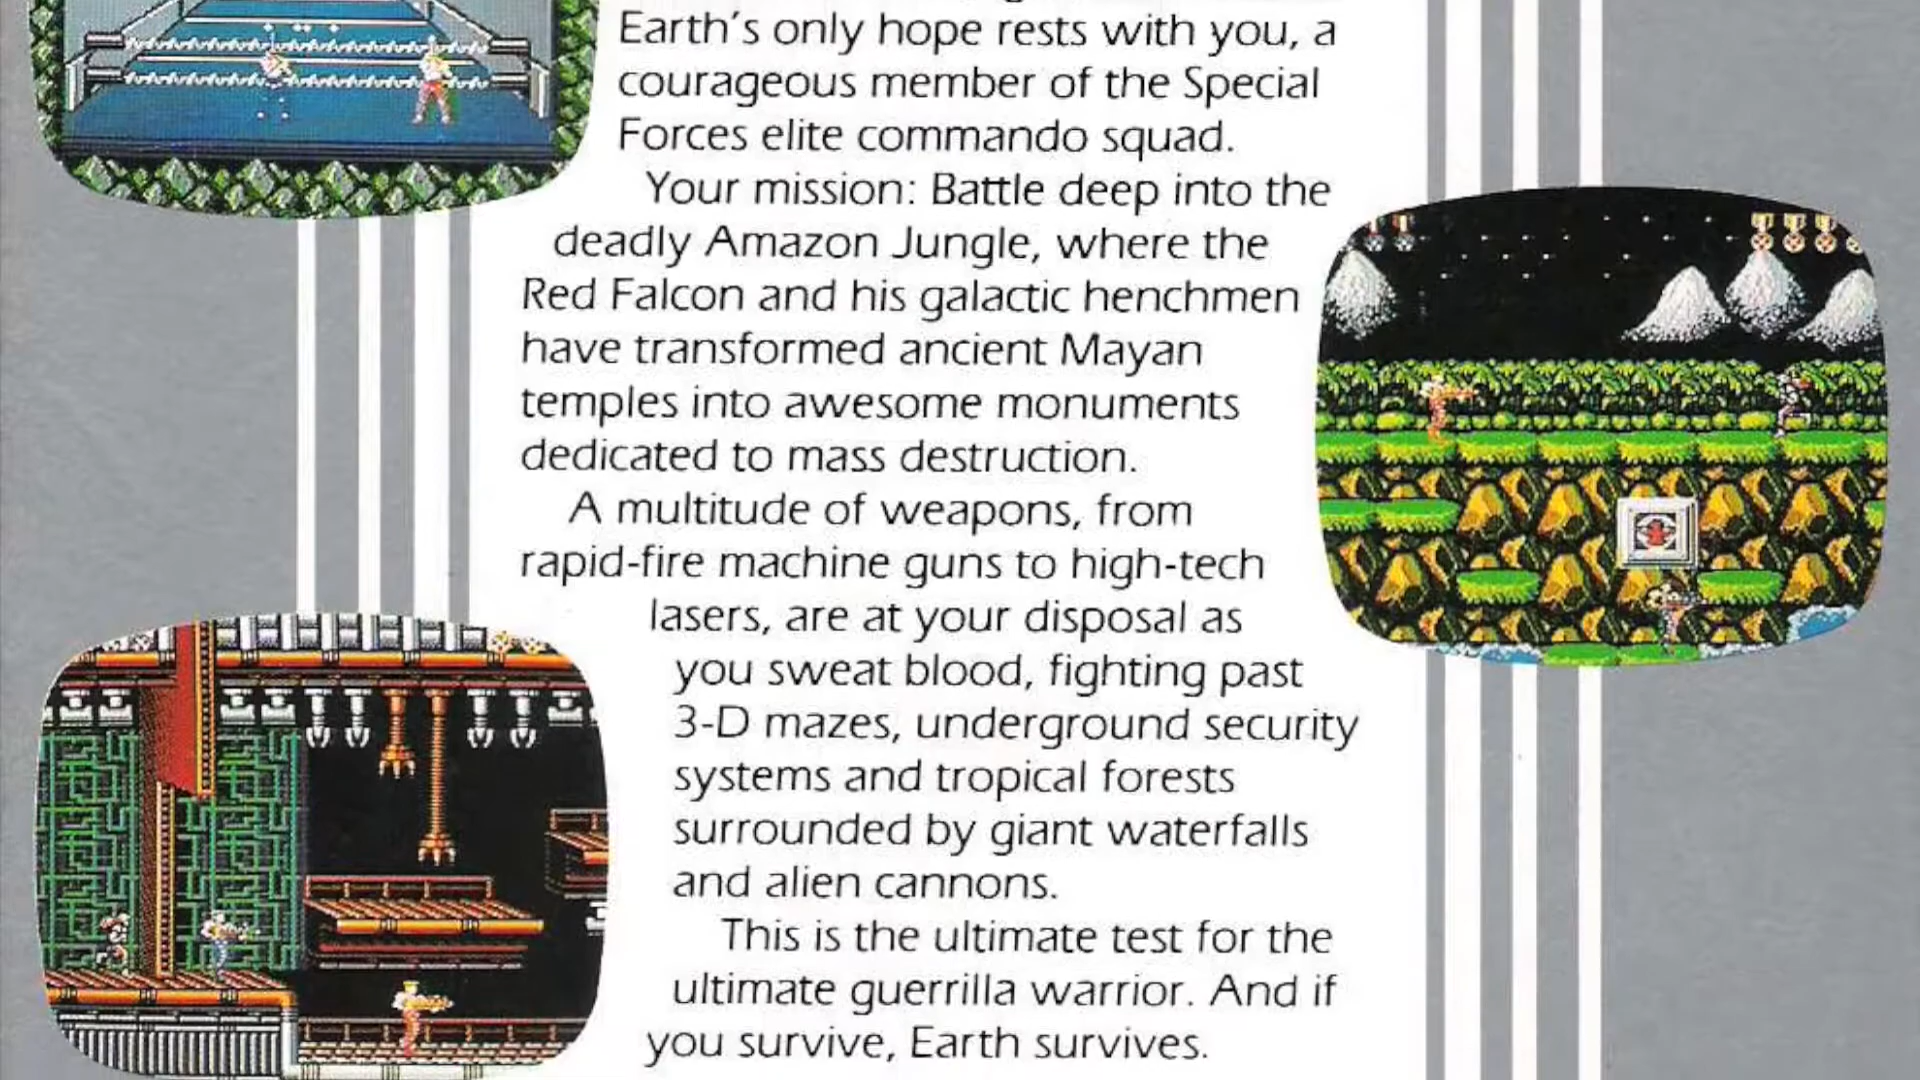 Earth's only hope rests with you, a
courageous member of the Special
Forces elite commando squad.
Your mission: Battle deep into the
deadly Amazon Jungle, where the
Red Falcon and his galactic henchmen
have transformed ancient Mayan
temples into awesome monuments
dedicated to mass destruction.
A multitude of weapons, from
rapid-fire machine guns to high-tech
lasers, are at your disposal as
you sweat blood, fighting past
3-D mazes, underground security
systems and tropical forests
surrounded by giant waterfalls
and alien cannons.
This is the ultimate test for the
ultimate guerrilla warrior. And if
you survive, Earth survives.